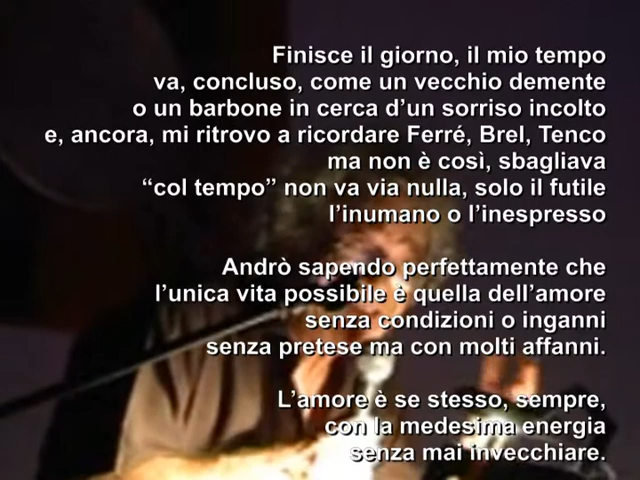 Finisce il giorno, il mio tempo
va, concluso, come un vecchio demente
o un barbone in cerca d’un sorriso incolto
e, ancora, mi ritrovo a ricordare Ferré, Brel, Tenco
ma non è così, sbagliava
“col tempo” non va via nulla, solo il futile
l’inumano o l’inespresso
Andrò sapendo perfettamente che
l’unica vita possibile è quella dell’amore
senza condizioni o inganni
senza pretese ma con molti affanni.
L’amore è se stesso, sempre,
con la medesima energia
senza mai invecchiare.